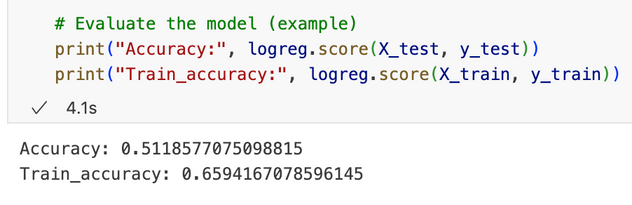 # Evaluate the model (example)
print("Accuracy:", logreg.score(X_test, y_test))
print("Train_accuracy:", logreg.score(X_train, y_train))
4.1s
Accuracy: 0.5118577075098815
Train_accuracy: 0.6594167078596145